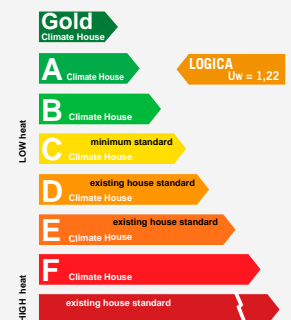 Gold
Climate House
A Climate House
LOGICA
Uw = 1,22
B Climate House
LOW heat
minimum standard
C Climate House
existing house standard
D Climate House
existing house standard
E Climate House
F Climate House
HIGH heat
existing house standard